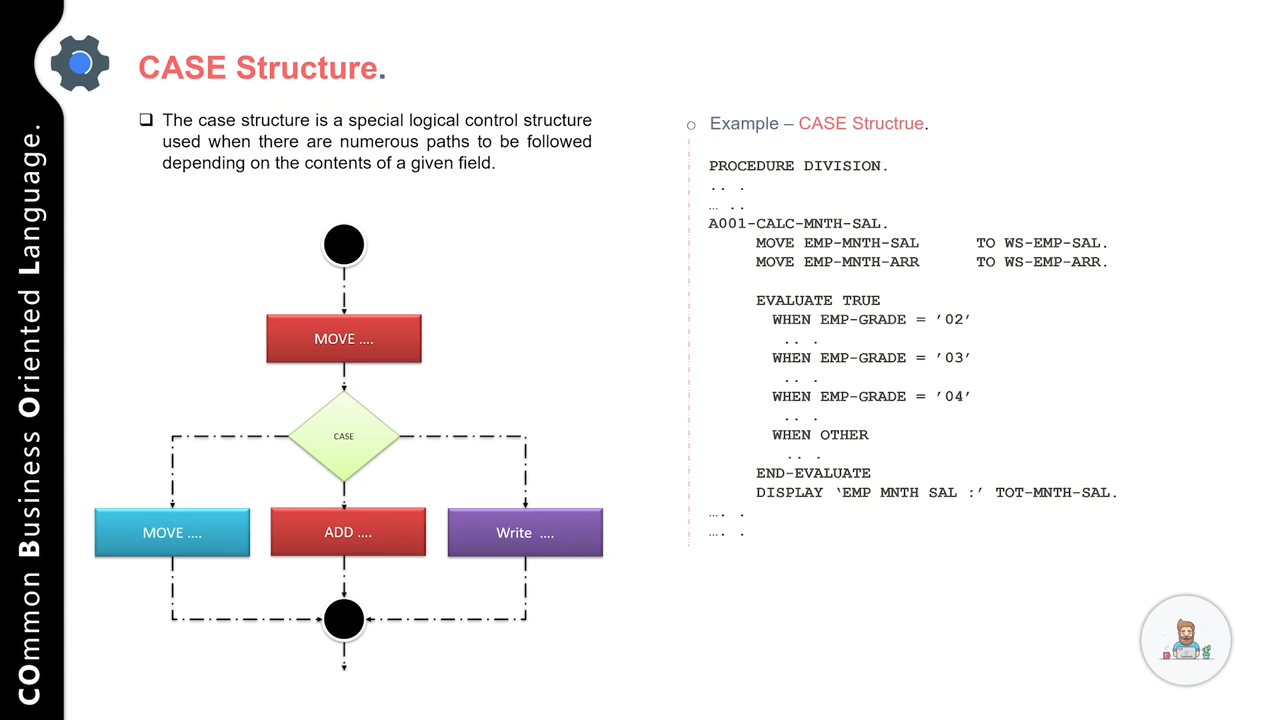 COmmon Business Oriented Language.
CASE Structure.
❑ The case structure is a special logical control structure
used when there are numerous paths to be followed
depending on the contents of a given field.
MOVE ....
CASE
MOVE ....
ADD ....
Write ....
○ Example – CASE Structrue.
PROCEDURE DIVISION.
.. .
… ..
A001-CALC-MNTH-SAL.
MOVE EMP-MNTH-SAL TO WS-EMP-SAL.
MOVE EMP-MNTH-ARR TO WS-EMP-ARR.
EVALUATE TRUE
WHEN EMP-GRADE = ’02’
.. .
WHEN EMP-GRADE = ’03’
.. .
WHEN EMP-GRADE = ’04’
.. .
WHEN OTHER
.. .
END-EVALUATE
DISPLAY ‘EMP MNTH SAL :’ TOT-MNTH-SAL.
…. .
…. .